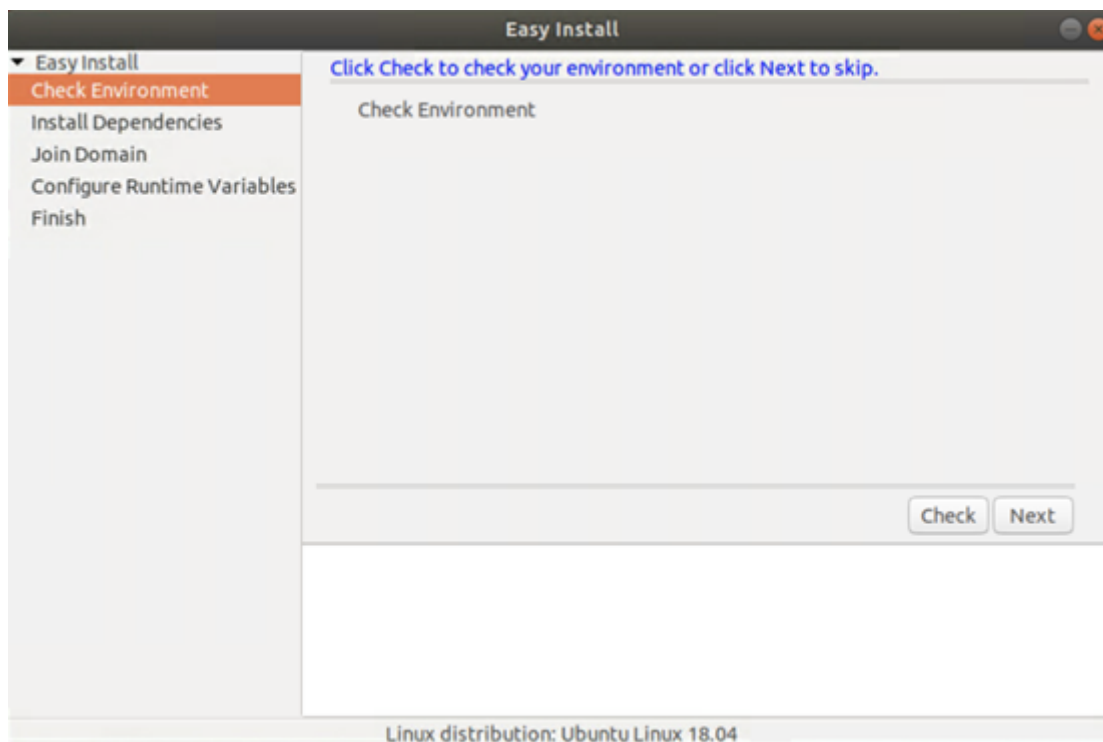 Easy Install
Easy Install
Check Environment
Install Dependencies
Join Domain
Configure Runtime Variables
Finish
Click Check to check your environment or click Next to skip.
Check Environment
Check
Next
Linux distribution: Ubuntu Linux 18.04